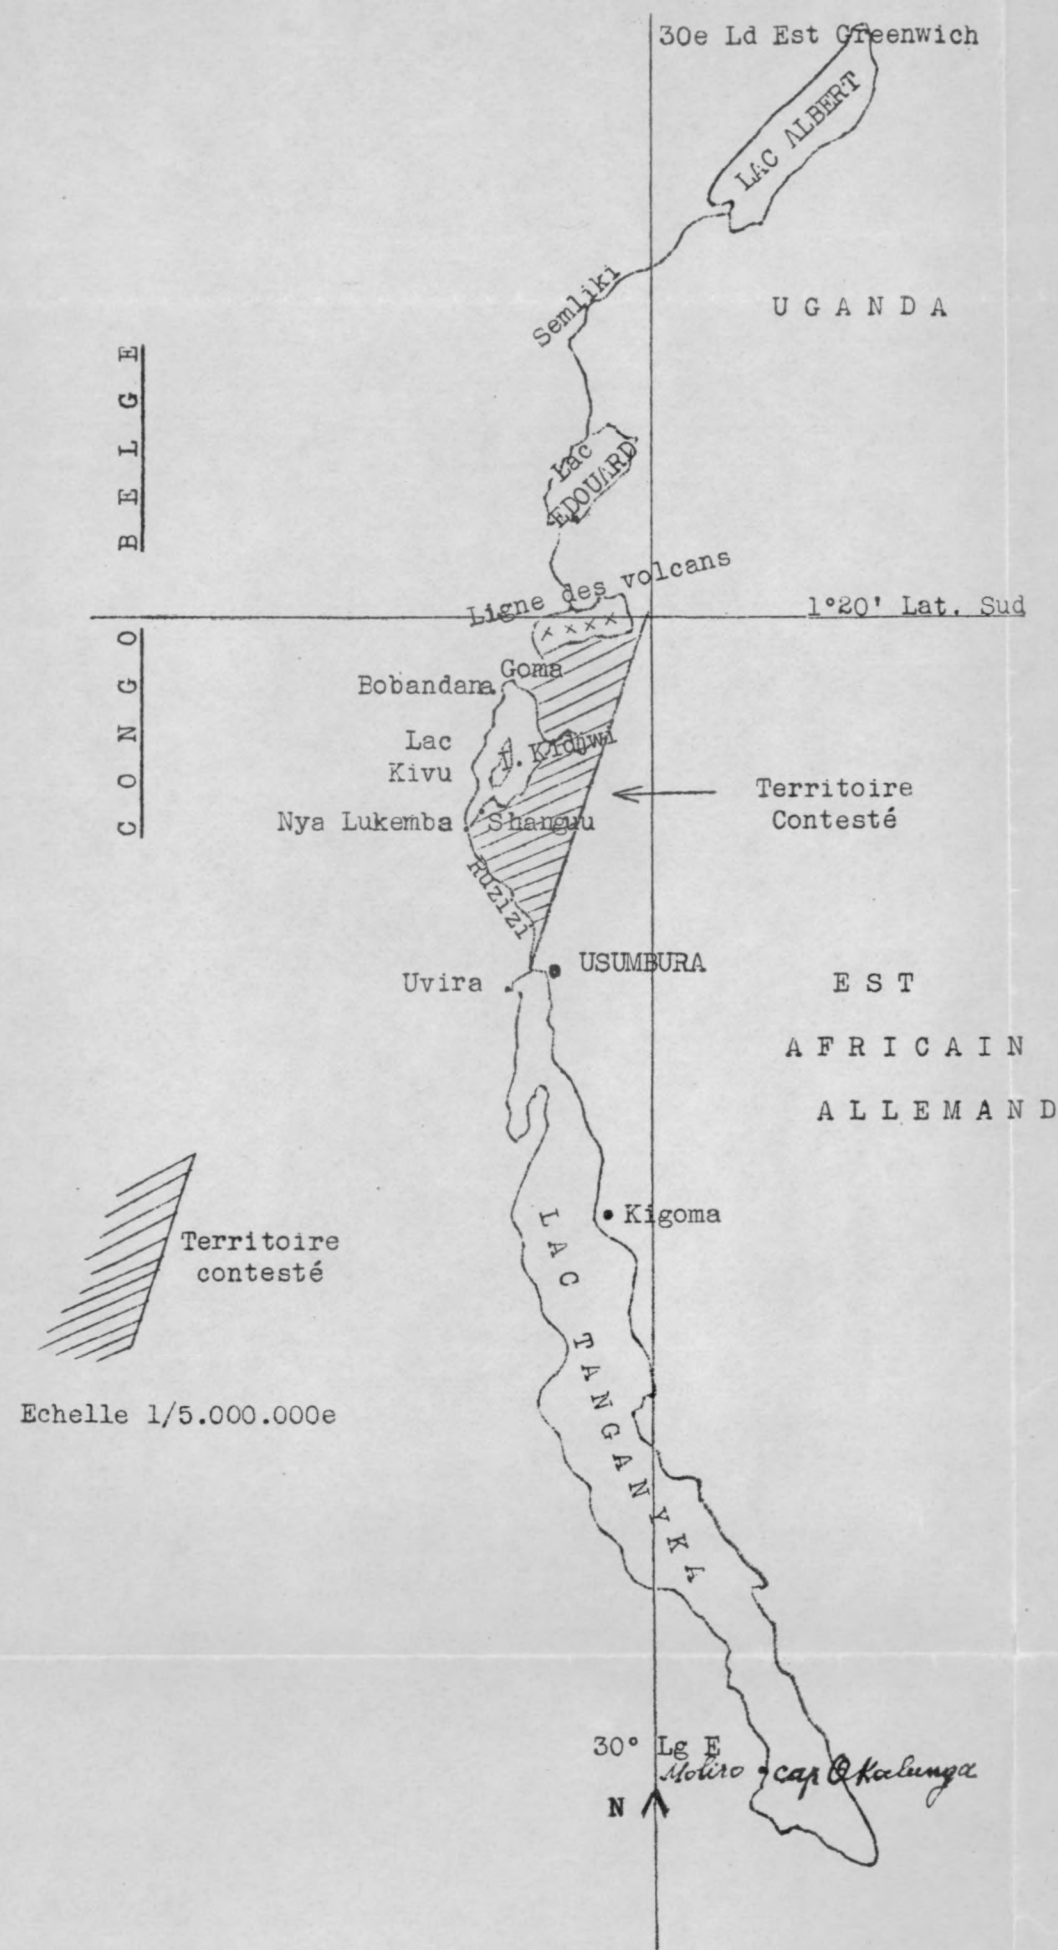 30e Ld Est Greenwich
LAC ALBERT
Semliki
UGANDA
BELGE
Lac
EDOUARD
Ligne des volcans
1°20' Lat. Sud
x x x x
CONGO
Goma
Bobandana
Lac
Kivu
I. Kidjwi
Territoire
Contesté
Nya Lukemba
Shangu
Ruzizi
USUMBURA
Uvira
EST
AFRICAIN
ALLEMAND
Kigoma
Territoire
contesté
LAC TANGANYKA
Echelle 1/5.000.000e
30° Lg E
Moliro cap Kalunga
N